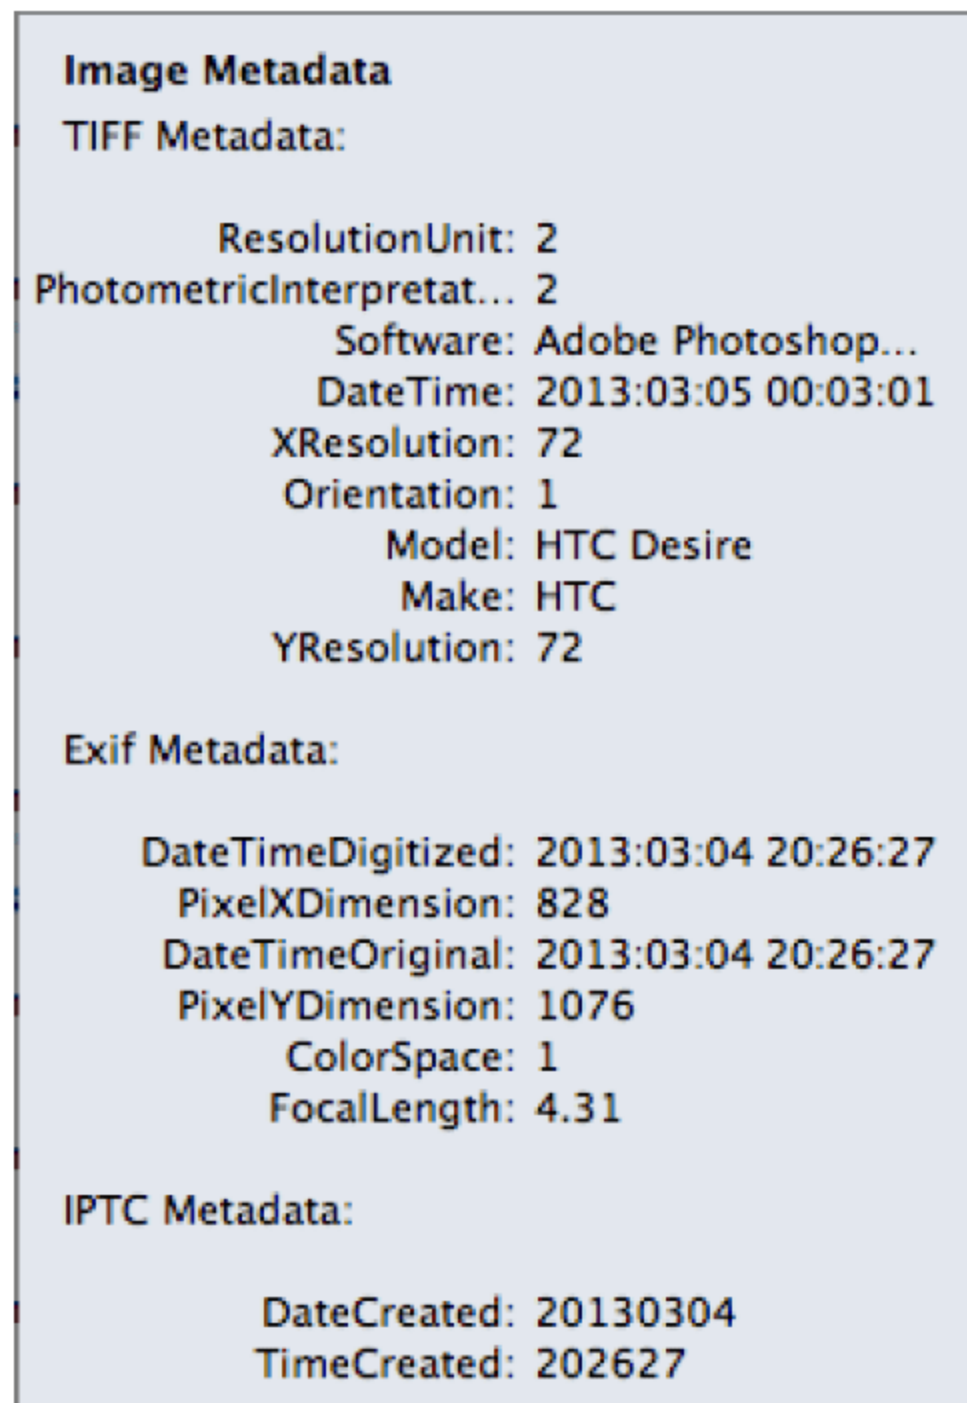 Image Metadata
TIFF Metadata:
ResolutionUnit: 2
PhotometricInterpretat... 2
Software: Adobe Photoshop...
DateTime: 2013:03:05 00:03:01
XResolution: 72
Orientation: 1
Model: HTC Desire
Make: HTC
YResolution: 72
Exif Metadata:
DateTimeDigitized: 2013:03:04 20:26:27
PixelXDimension: 828
DateTimeOriginal: 2013:03:04 20:26:27
PixelYDimension: 1076
ColorSpace: 1
FocalLength: 4.31
IPTC Metadata:
DateCreated: 20130304
TimeCreated: 202627